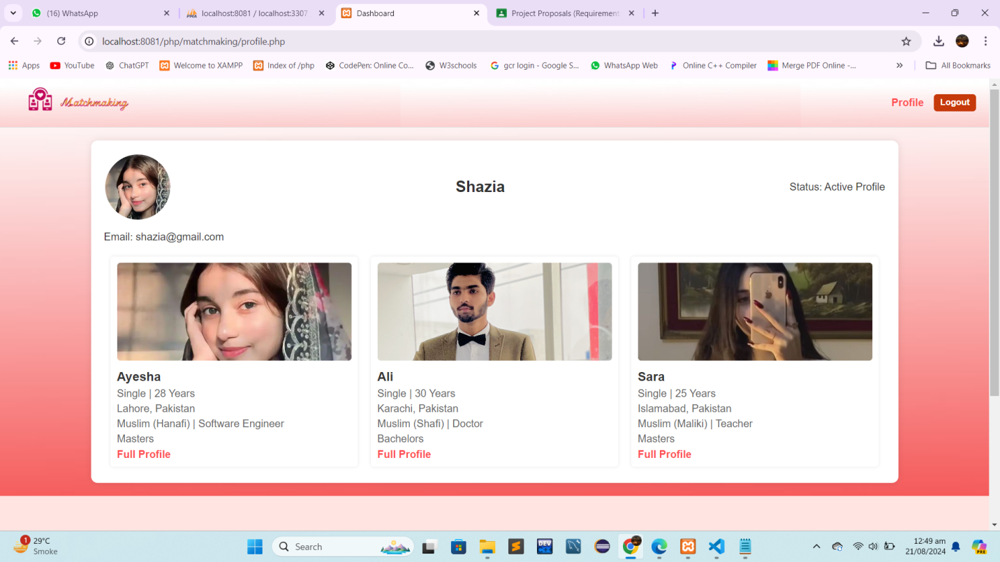 (16) WhatsApp
localhost:8081 / localhost:3307
Dashboard
Project Proposals (Requirement
localhost:8081/php/matchmaking/profile.php
Apps
YouTube
ChatGPT
Welcome to XAMPP
Index of /php
CodePen: Online Co...
W3schools
gcr login - Google S...
WhatsApp Web
Online C++ Compiler
Merge PDF Online -...
All Bookmarks
Matchmaking
Profile
Logout
Shazia
Status: Active Profile
Email: shazia@gmail.com
Ayesha
Single | 28 Years
Lahore, Pakistan
Muslim (Hanafi) | Software Engineer
Masters
Full Profile
Ali
Single | 30 Years
Karachi, Pakistan
Muslim (Shafi) | Doctor
Bachelors
Full Profile
Sara
Single | 25 Years
Islamabad, Pakistan
Muslim (Maliki) | Teacher
Masters
Full Profile
1
29°C
Smoke
Search
DEV
PRE
12:49 am
21/08/2024